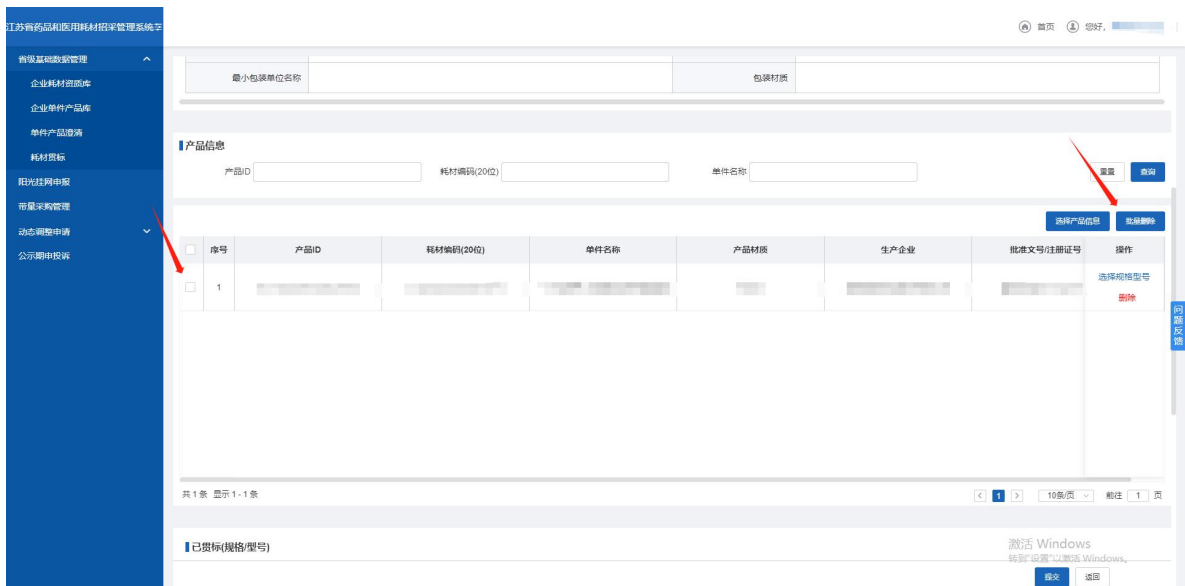 江苏省药品和医用耗材招采管理系统
首页 您好,
省级基础数据管理
企业耗材资质库
企业单件产品库
单件产品澄清
耗材贯标
阳光挂网申报
带量采购管理
动态调整申请
公示期申投诉
最小包装单位名称 包装材质
产品信息
产品ID 耗材编码(20位) 单件名称 重置 查询
选择产品信息 批量删除
序号 产品ID 耗材编码(20位) 单件名称 产品材质 生产企业 批准文号/注册证号 操作
1 选择规格型号
删除
问题反馈
共1条 显示1-1条 1 10条/页 前往 1 页
已贯标(规格/型号)
激活 Windows
转到"设置"以激活 Windows。
提交 返回